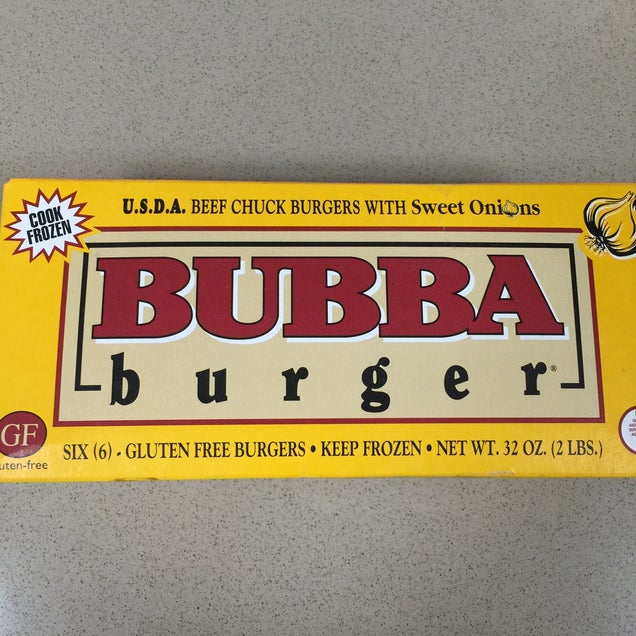 U.S.D.A. BEEF CHUCK BURGERS WITH Sweet Onions
COOK
FROZEN
BUBBA
burger®
GF
uten-free
SIX (6) - GLUTEN FREE BURGERS • KEEP FROZEN • NET WT. 32 OZ. (2 LBS.)